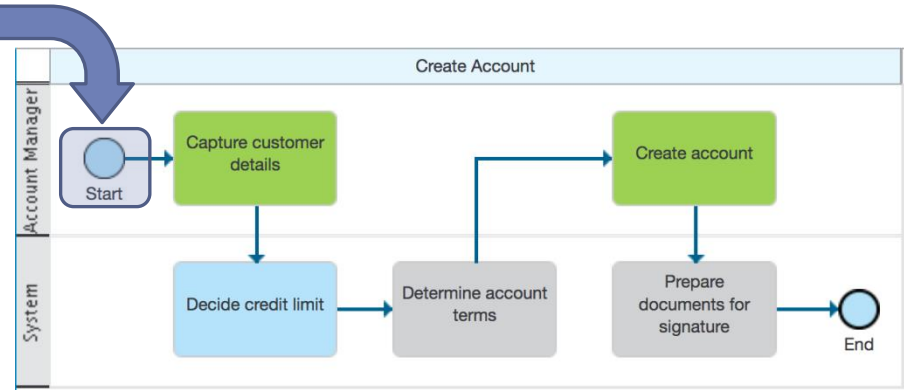 Create Account
Account Manager
Start
Capture customer
details
Create account
System
Decide credit limit
Determine account
terms
Prepare
documents for
signature
End